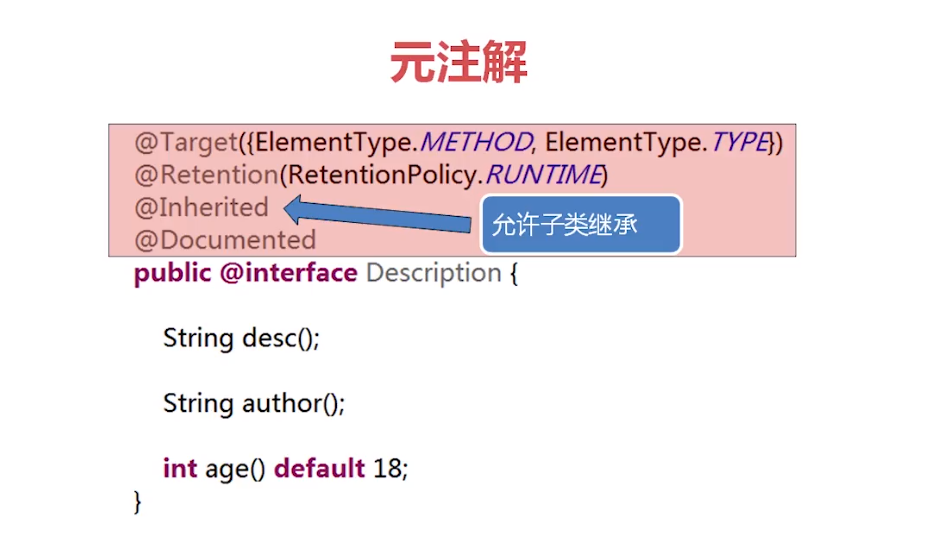 元注解
@Target({ElementType.METHOD, ElementType.TYPE})
@Retention(RetentionPolicy.RUNTIME)
@Inherited
允许子类继承
@Documented
public @interface Description {
String desc();
String author();
int age() default 18;
}